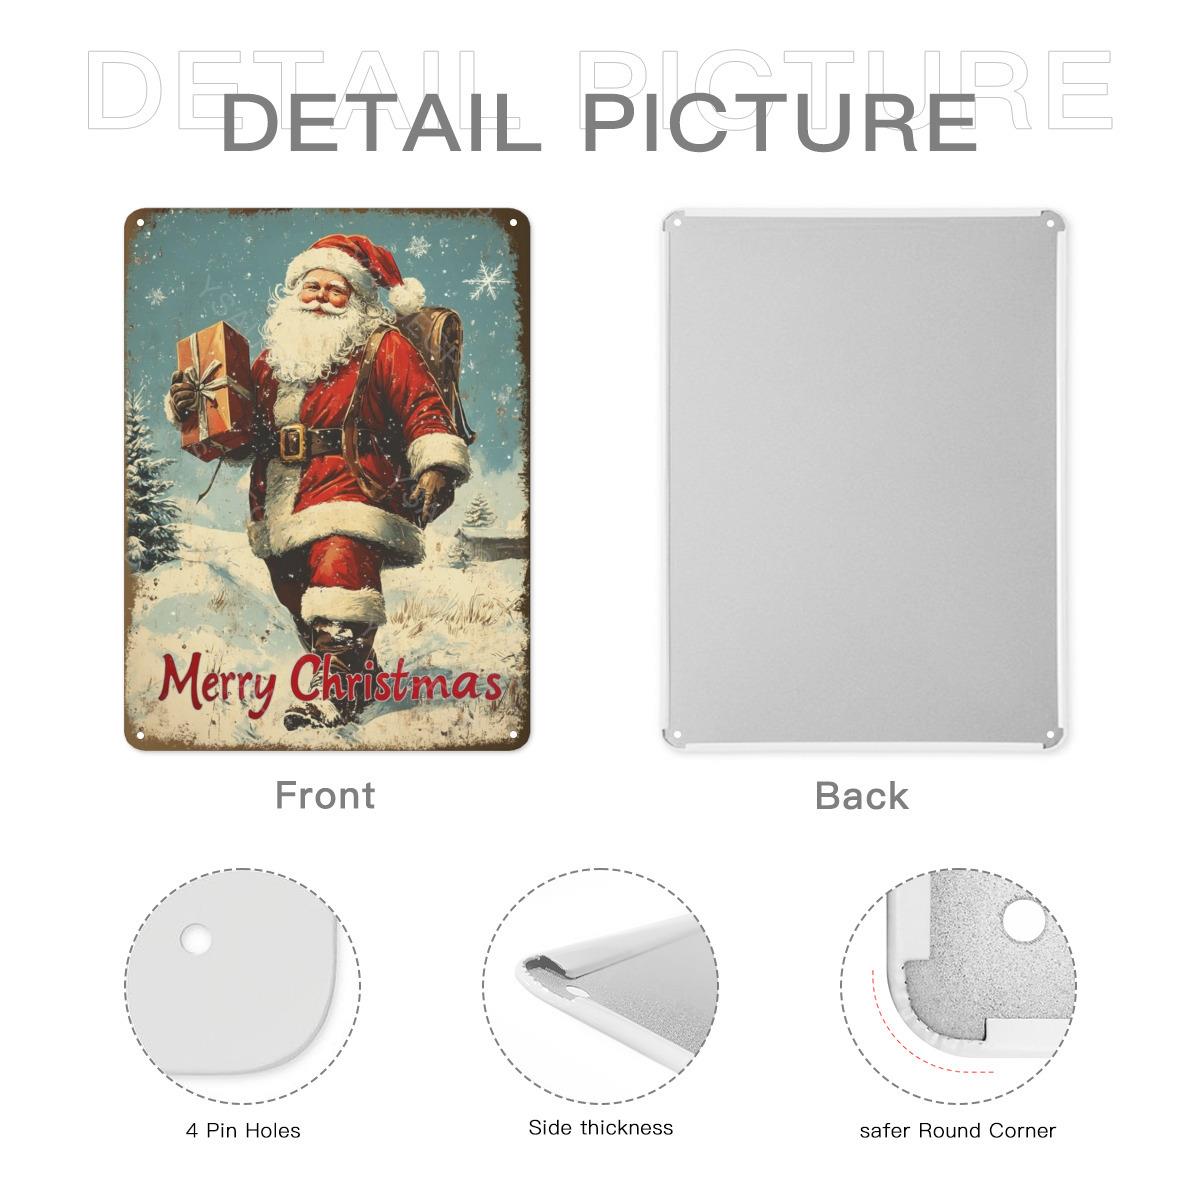 DETAIL PICTURE
DETAIL PICTURE
Merry Christmas
Front
Back
4 Pin Holes
Side thickness
safer Round Corner